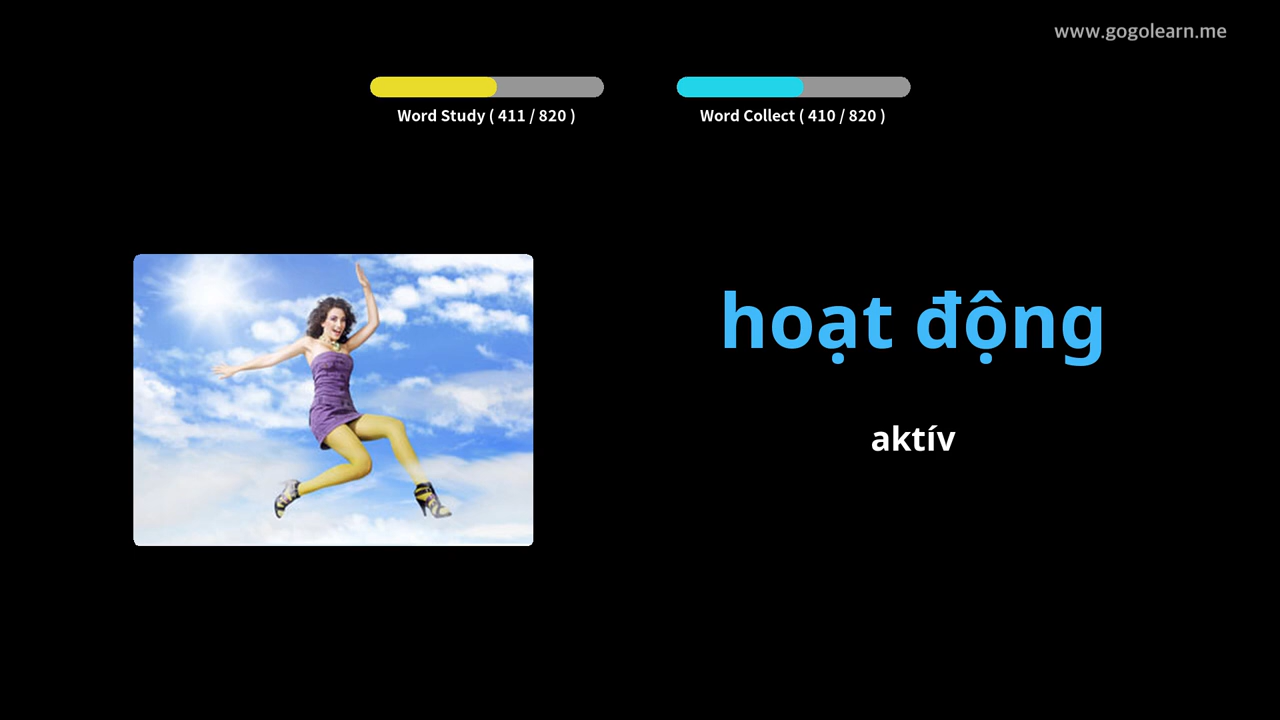 www.gogolearn.me
Word Study ( 411 / 820 )
Word Collect ( 410 / 820 )
hoạt động
aktív